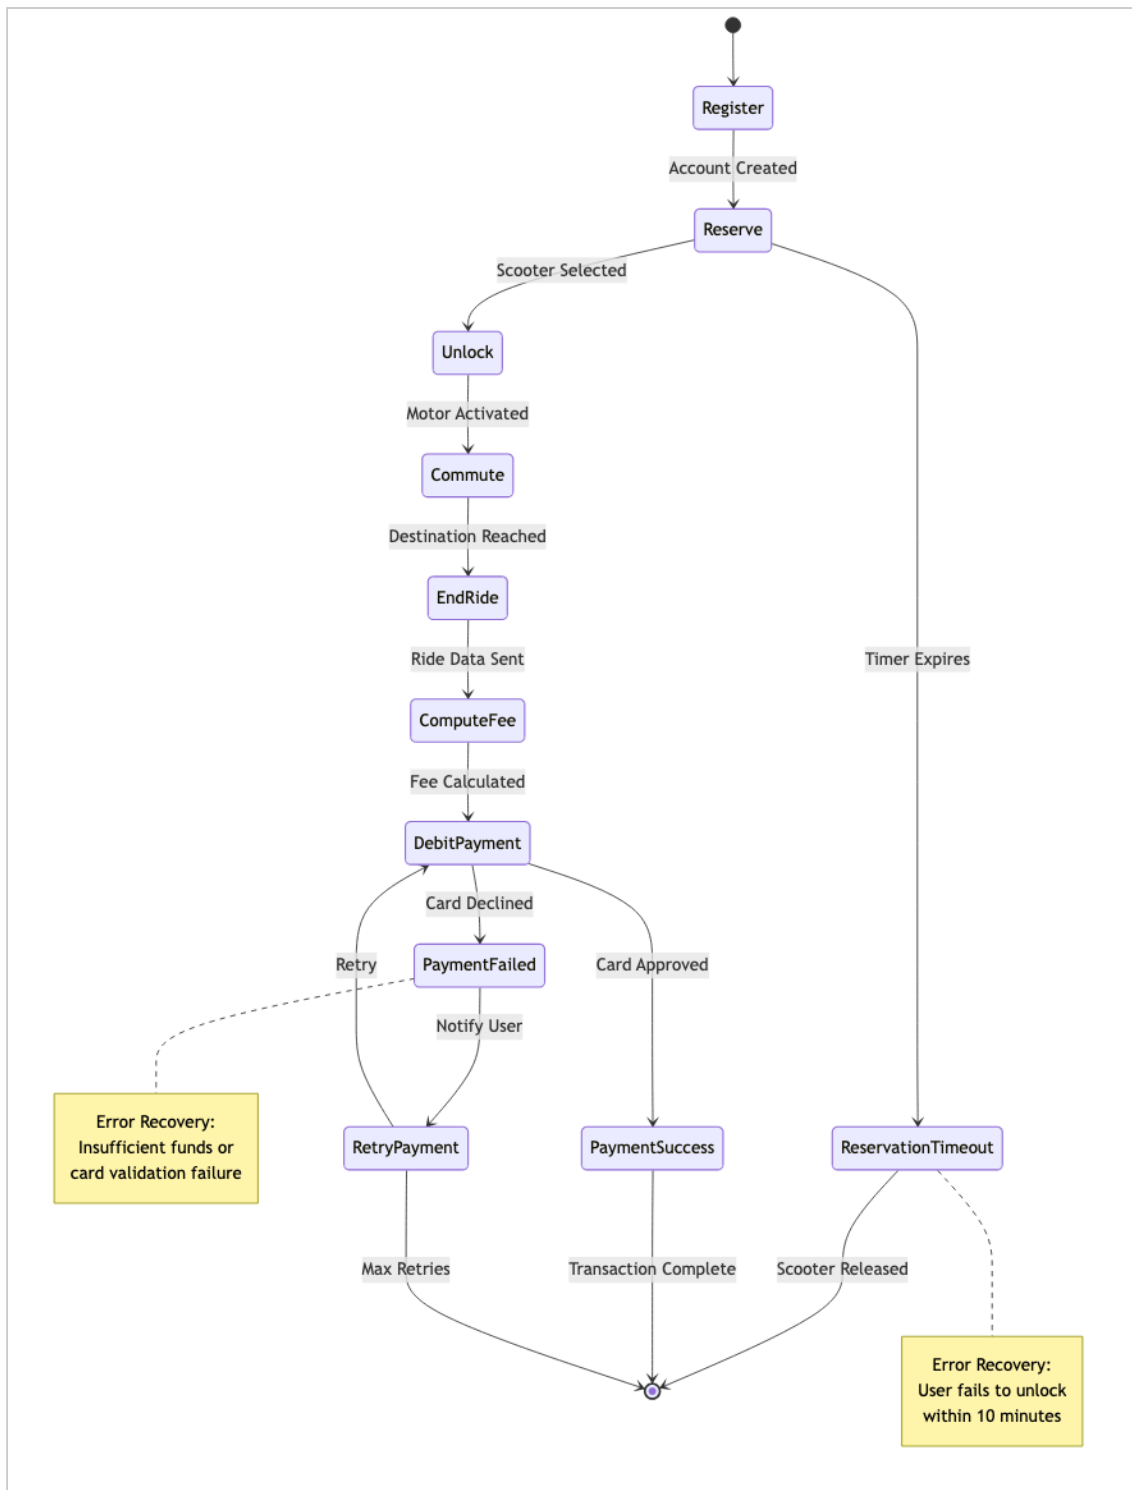 Register
Account Created
Reserve
Scooter Selected
Unlock
Motor Activated
Commute
Destination Reached
EndRide
Ride Data Sent
Timer Expires
ComputeFee
Fee Calculated
DebitPayment
Card Declined
Retry
PaymentFailed
Card Approved
Notify User
Error Recovery:
Insufficient funds or
card validation failure
RetryPayment
PaymentSuccess
ReservationTimeout
Max Retries
Transaction Complete
Scooter Released
Error Recovery:
User fails to unlock
within 10 minutes